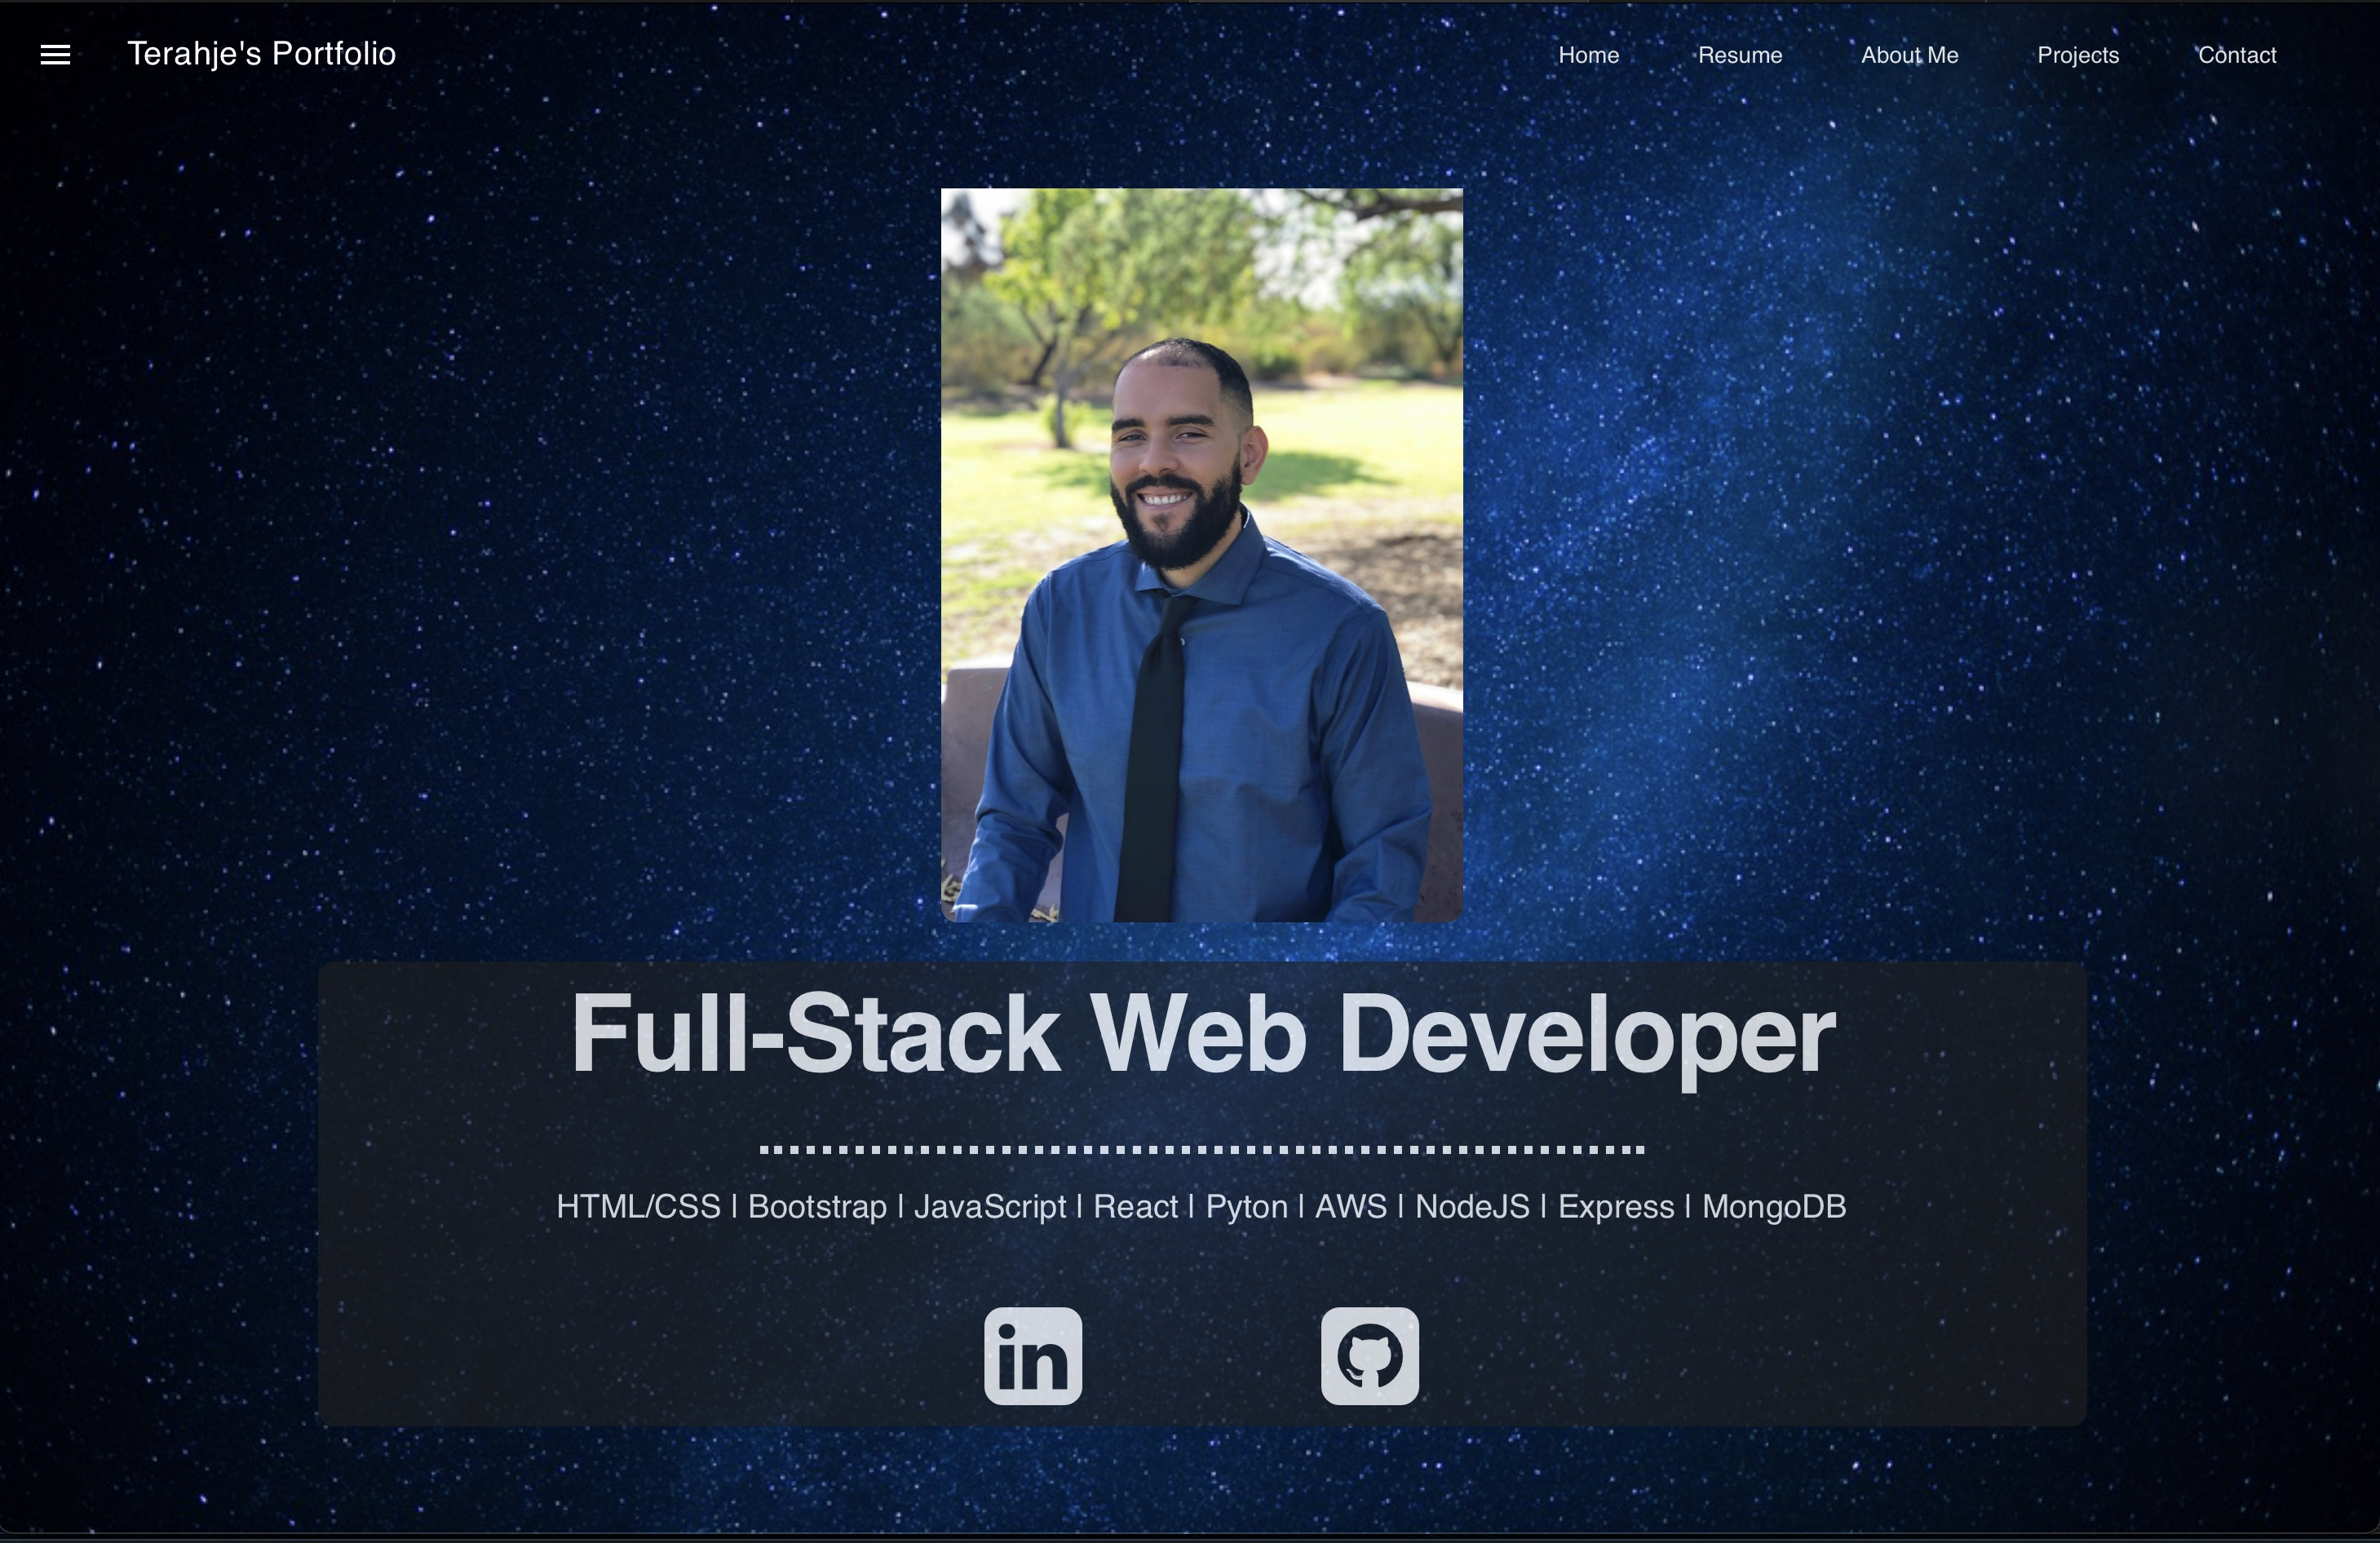 Terahje's Portfolio
Home Resume About Me Projects Contact
Full-Stack Web Developer
HTML/CSS | Bootstrap | JavaScript | React | Pyton | AWS | NodeJS | Express | MongoDB
in